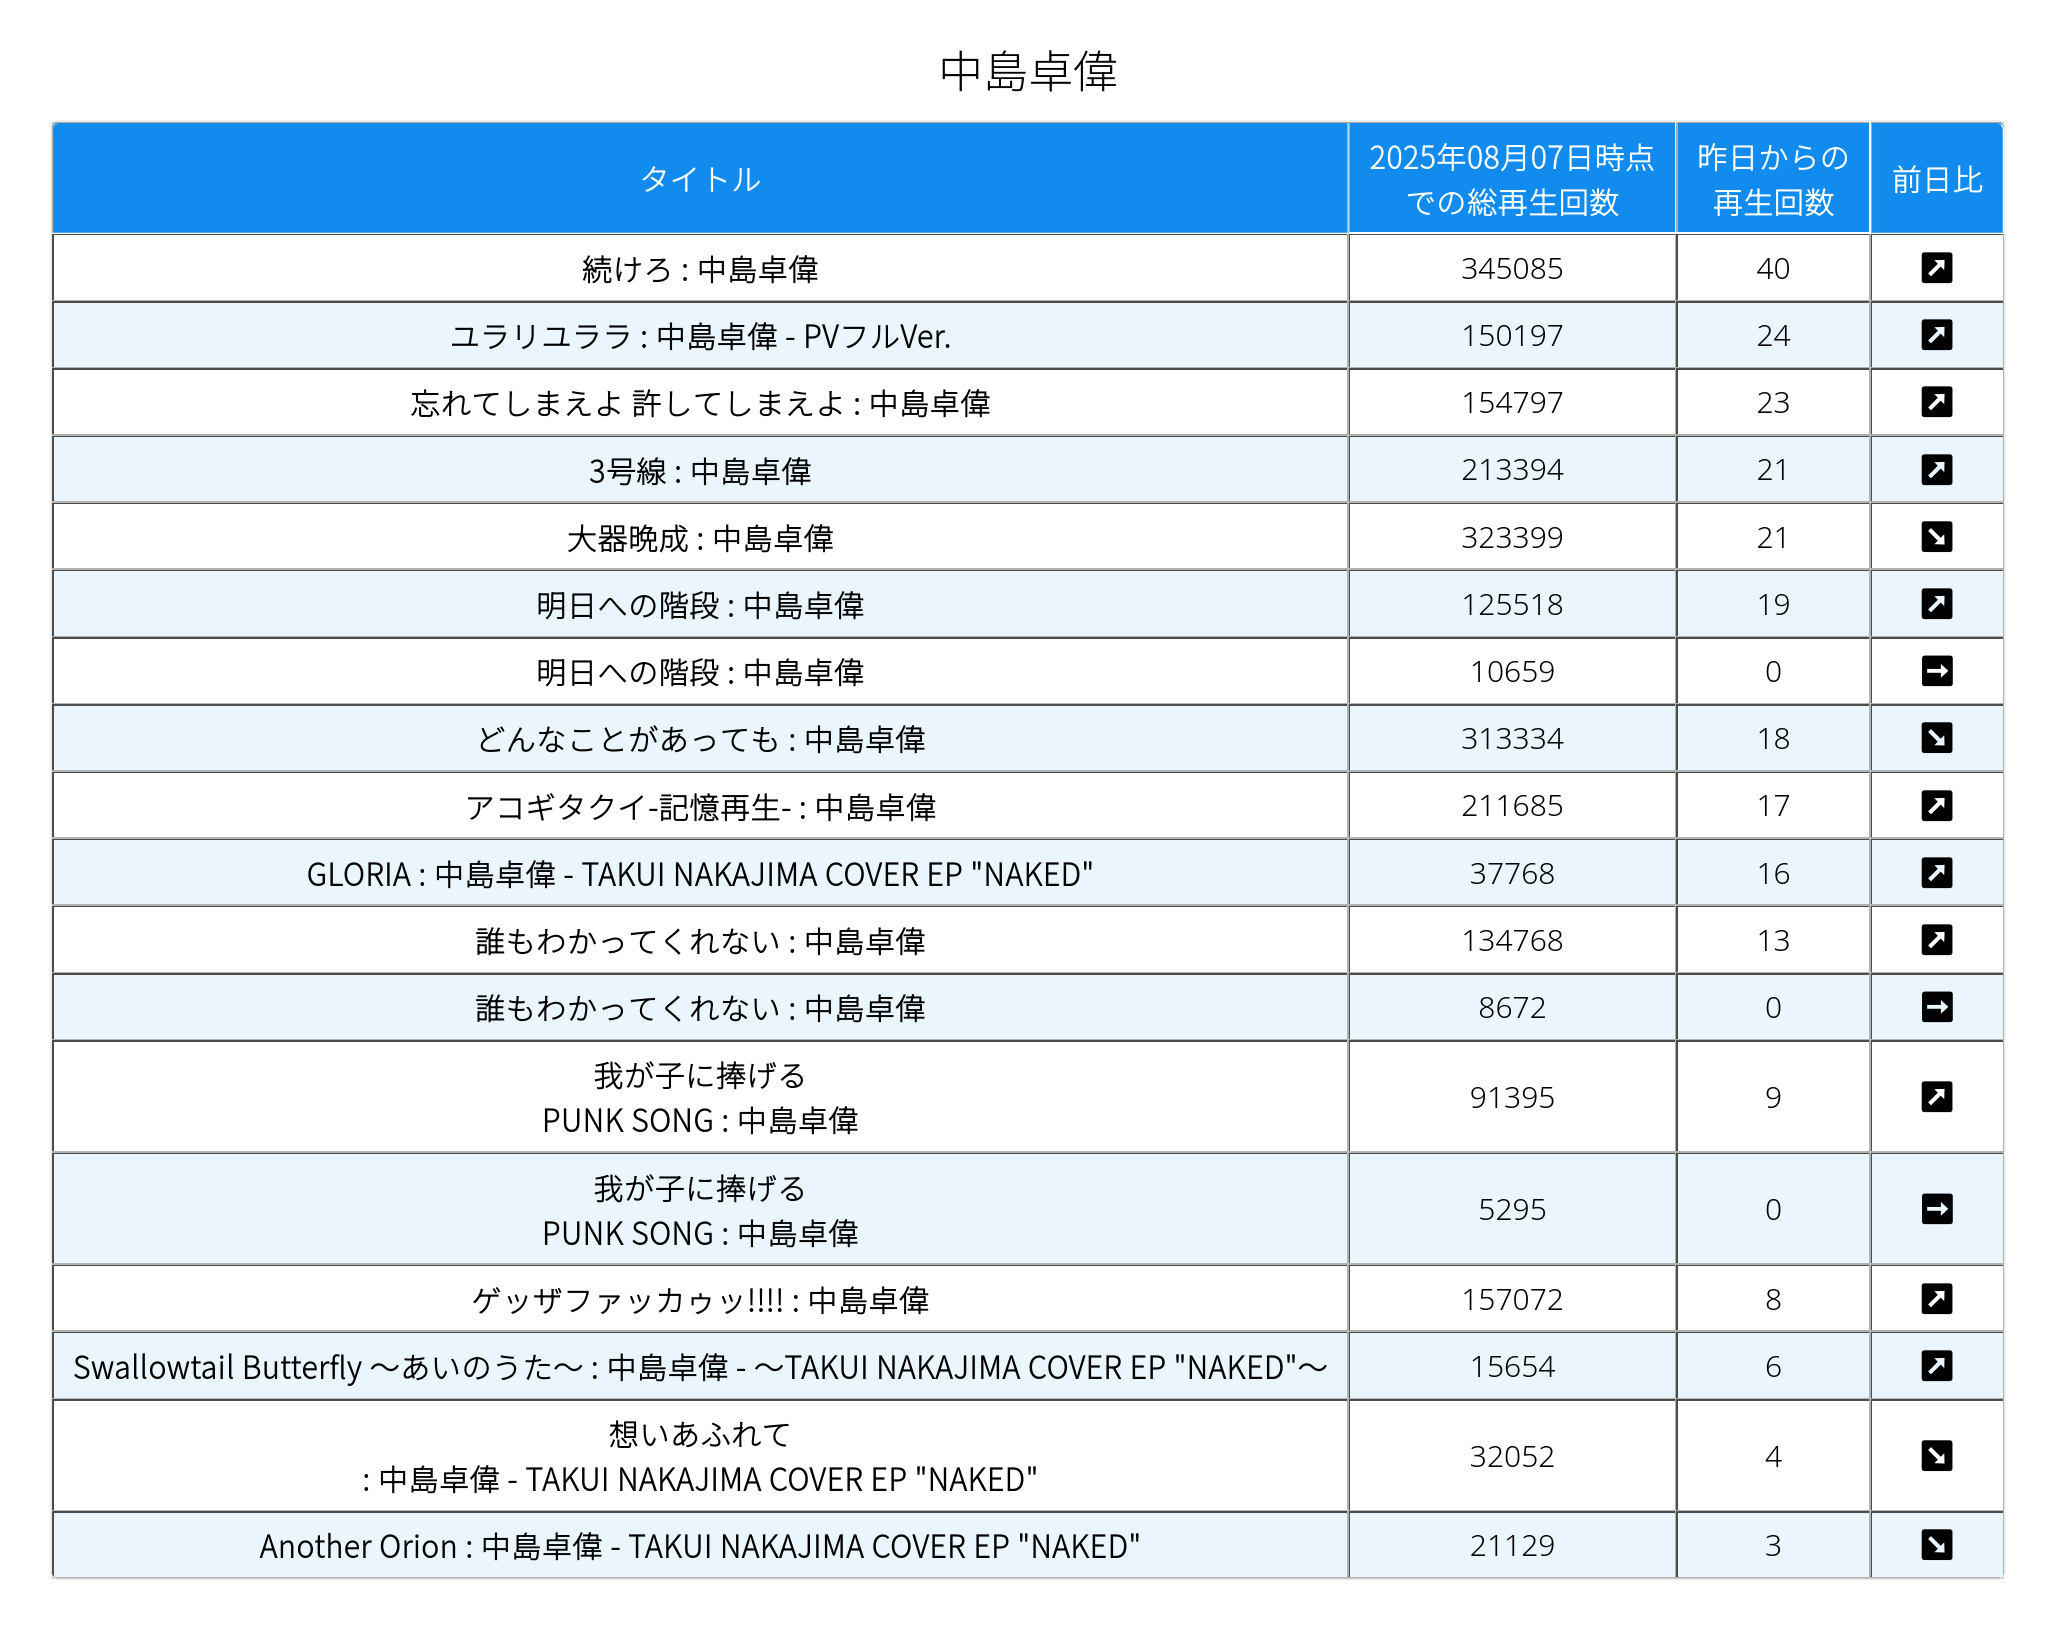 中島卓偉
タイトル
2025年08月07日時点
での総再生回数
昨日からの
再生回数
前日比
続けろ : 中島卓偉 345085 40
ユラリユララ : 中島卓偉 - PVフルVer. 150197 24
忘れてしまえよ 許してしまえよ : 中島卓偉 154797 23
3号線 : 中島卓偉 213394 21
大器晩成 : 中島卓偉 323399 21
明日への階段 : 中島卓偉 125518 19
明日への階段 : 中島卓偉 10659 0
どんなことがあっても : 中島卓偉 313334 18
アコギタクイ-記憶再生- : 中島卓偉 211685 17
GLORIA : 中島卓偉 - TAKUI NAKAJIMA COVER EP "NAKED" 37768 16
誰もわかってくれない : 中島卓偉 134768 13
誰もわかってくれない : 中島卓偉 8672 0
我が子に捧げる
PUNK SONG : 中島卓偉 91395 9
我が子に捧げる
PUNK SONG : 中島卓偉 5295 0
ゲッザファッカゥッ!!!! : 中島卓偉 157072 8
Swallowtail Butterfly 〜あいのうた〜 : 中島卓偉 - 〜TAKUI NAKAJIMA COVER EP "NAKED"〜 15654 6
想いあふれて
: 中島卓偉 - TAKUI NAKAJIMA COVER EP "NAKED" 32052 4
Another Orion : 中島卓偉 - TAKUI NAKAJIMA COVER EP "NAKED" 21129 3